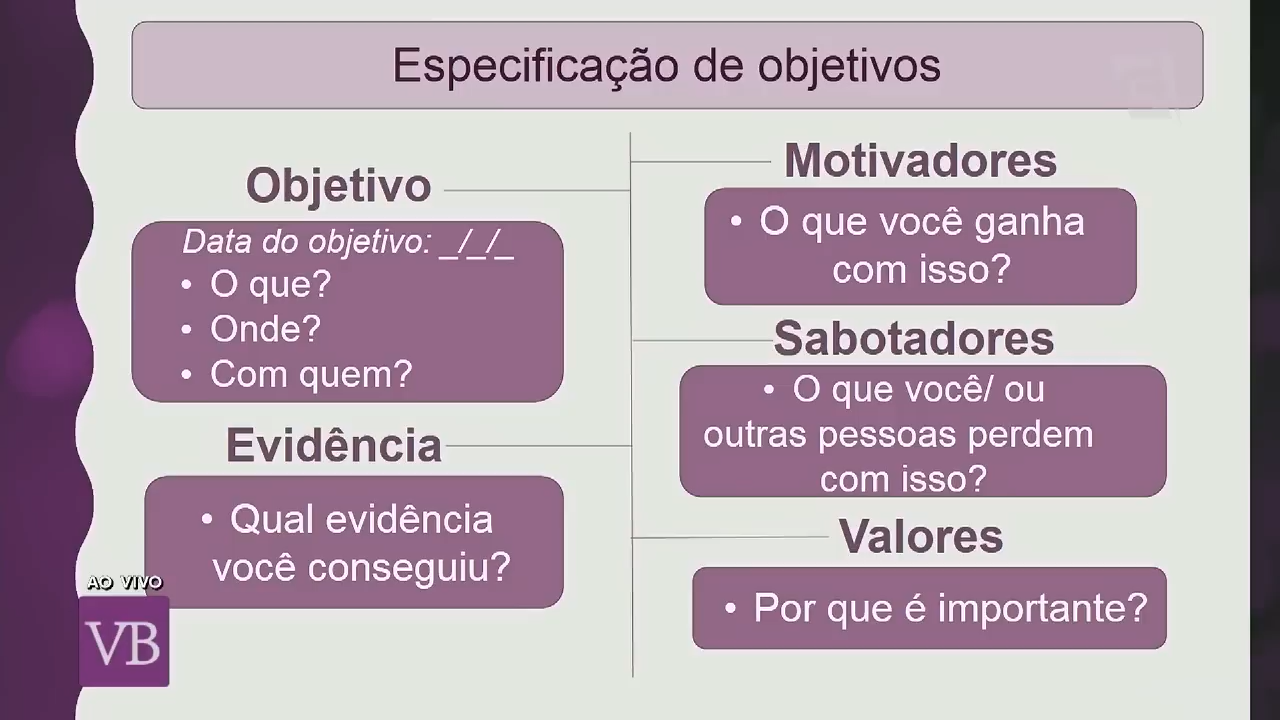 Especificação de objetivos
Objetivo
Data do objetivo: _/_/_
• O que?
• Onde?
• Com quem?
Evidência
• Qual evidência
você conseguiu?
Motivadores
• O que você ganha
com isso?
Sabotadores
• O que você/ ou
outras pessoas perdem
com isso?
Valores
• Por que é importante?
AO VIVO
VB